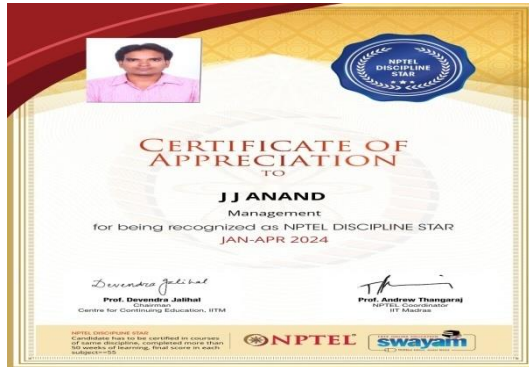 NPTEL
DISCIPLINE
STAR
CERTIFICATE OF
APPRECIATION
TO
J J ANAND
Management
for being recognized as NPTEL DISCIPLINE STAR
JAN-APR 2024
Devendra Jalihal
Prof. Devendra Jalihal
Chairman
Centre for Continuing Education, IITM
Prof. Andrew Thangaraj
NPTEL Coordinator
IIT Madras
NPTEL DISCIPLINE STAR
Candidate has to be certified in courses
of same discipline, completed more than
50 weeks of learning, final score in each
subject>=55
NPTEL
swayam